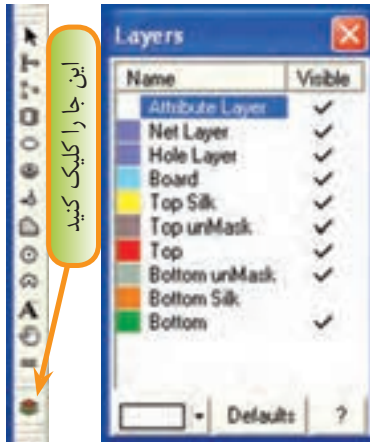 این جا را کلیک کنید
Layers
Name Visible
Attribute Layer
Net Layer
Hole Layer
Board
Top Silk
Top unMask
Top
Bottom unMask
Bottom Silk
Bottom
Defaults ?